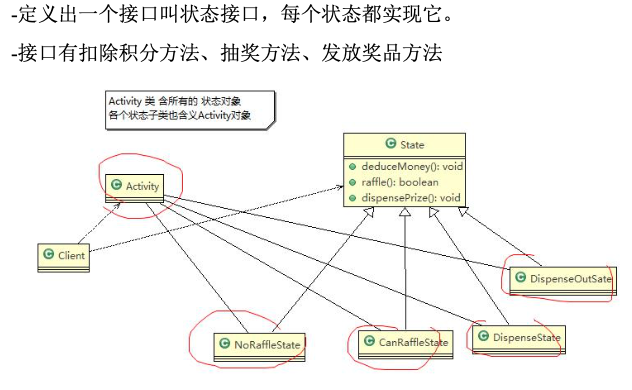 -定义出一个接口叫状态接口，每个状态都实现它。
-接口有扣除积分方法、抽奖方法、发放奖品方法
Activity 类 含所有的 状态对象
各个状态子类也含义Activity对象
C State
deduceMoney(): void
raffle(): boolean
dispensePrize(): void
C Activity
C Client
C DispenseOutSate
C NoRaffleState
C CanRaffleState
C DispenseState